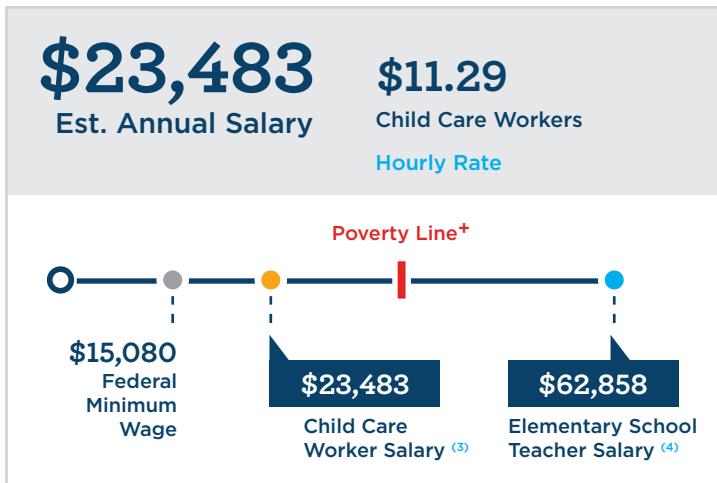 $23,483
Est. Annual Salary
$11.29
Child Care Workers
Hourly Rate
Poverty Line+
$15,080
Federal
Minimum
Wage
$23,483
Child Care
Worker Salary (3)
$62,858
Elementary School
Teacher Salary (4)